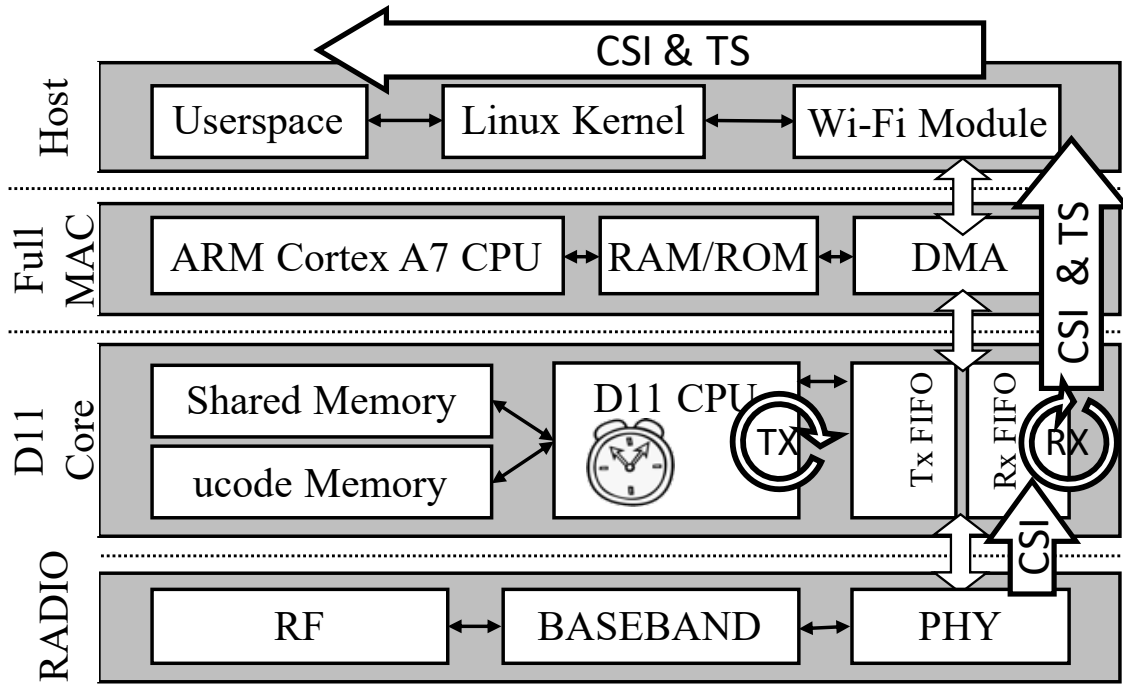 CSI & TS
Host
Userspace
Linux Kernel
Wi-Fi Module
Full
MAC
ARM Cortex A7 CPU
RAM/ROM
DMA
CSI & TS
D11
Core
Shared Memory
ucode Memory
D11 CPU
TX
Tx FIFO
Rx FIFO
RX
CSI
RADIO
RF
BASEBAND
PHY